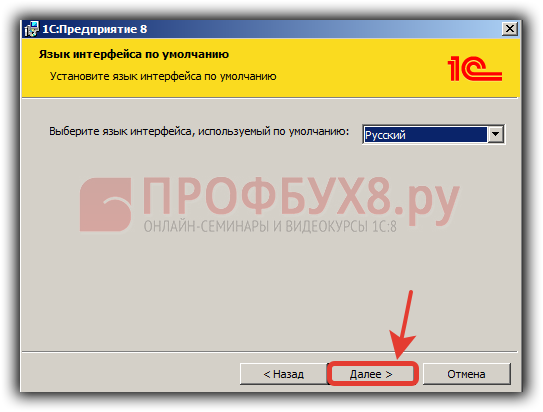 1С:Предприятие 8
Язык интерфейса по умолчанию
Установите язык интерфейса по умолчанию
1С
Выберите язык интерфейса, используемый по умолчанию: Русский
ПРОФБУХ8.ру
ОНЛАЙН-СЕМИНАРЫ И ВИДЕОКУРСЫ 1С:8
< Назад Далее > Отмена